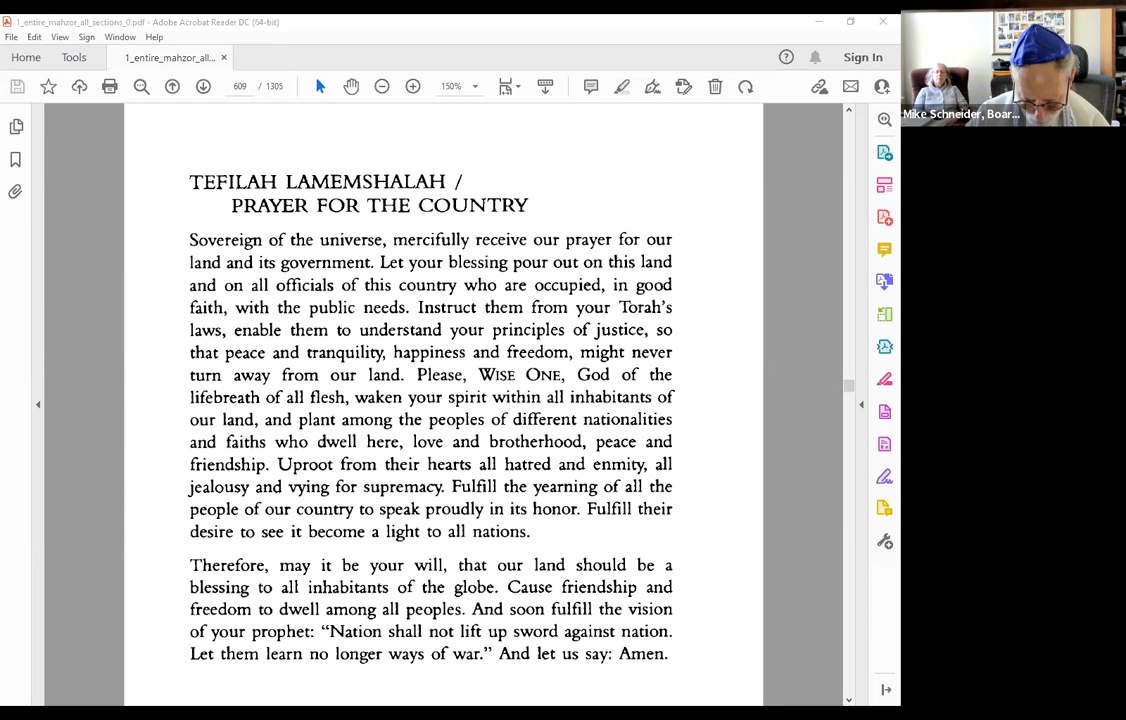 1_entire_mahzor_all_sections_0.pdf - Adobe Acrobat Reader DC (64-bit)
File Edit View Sign Window Help
Home Tools 1_entire_mahzor_all... × Sign In
609 / 1305 150%
Mike Schneider, Boar...
TEFILAH LAMEMSHALAH /
PRAYER FOR THE COUNTRY
Sovereign of the universe, mercifully receive our prayer for our
land and its government. Let your blessing pour out on this land
and on all officials of this country who are occupied, in good
faith, with the public needs. Instruct them from your Torah's
laws, enable them to understand your principles of justice, so
that peace and tranquility, happiness and freedom, might never
turn away from our land. Please, WISE ONE, God of the
lifebreath of all flesh, waken your spirit within all inhabitants of
our land, and plant among the peoples of different nationalities
and faiths who dwell here, love and brotherhood, peace and
friendship. Uproot from their hearts all hatred and enmity, all
jealousy and vying for supremacy. Fulfill the yearning of all the
people of our country to speak proudly in its honor. Fulfill their
desire to see it become a light to all nations.
Therefore, may it be your will, that our land should be a
blessing to all inhabitants of the globe. Cause friendship and
freedom to dwell among all peoples. And soon fulfill the vision
of your prophet: “Nation shall not lift up sword against nation.
Let them learn no longer ways of war.” And let us say: Amen.